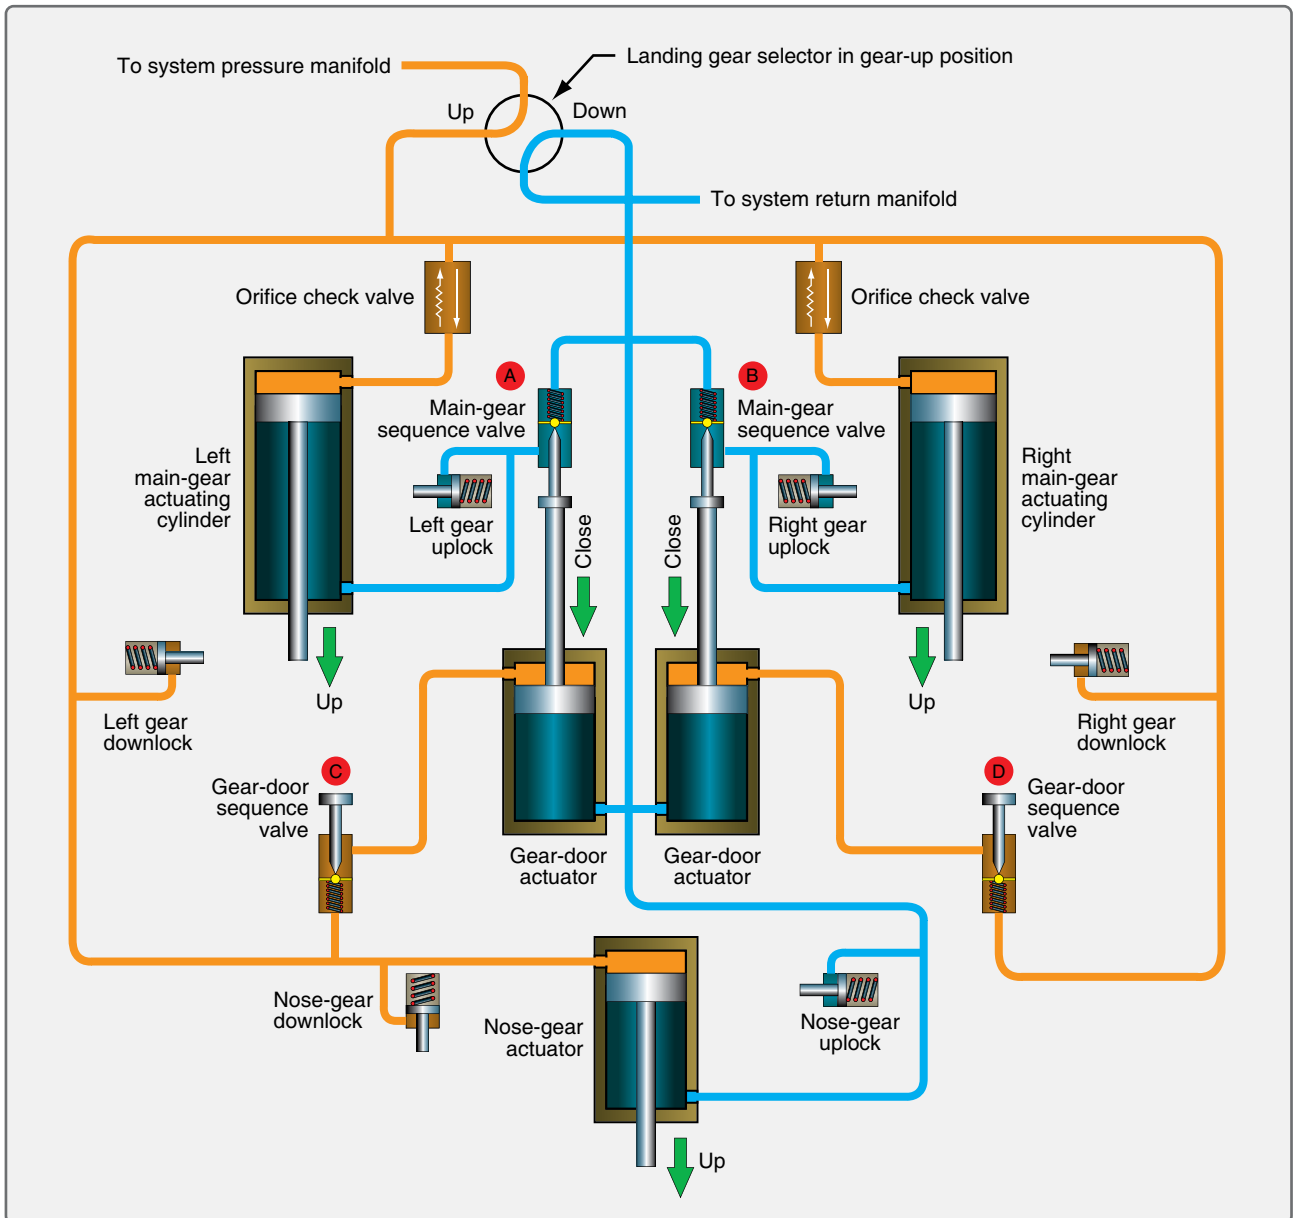 To system pressure manifold
Landing gear selector in gear-up position
Up
Down
To system return manifold
Orifice check valve
Orifice check valve
A
B
Main-gear
sequence valve
Main-gear
sequence valve
Left
main-gear
actuating
cylinder
Right
main-gear
actuating
cylinder
Left gear
uplock
Close
Close
Right gear
uplock
Up
Up
Left gear
downlock
Right gear
downlock
C
D
Gear-door
sequence
valve
Gear-door
sequence
valve
Gear-door
actuator
Gear-door
actuator
Nose-gear
downlock
Nose-gear
actuator
Nose-gear
uplock
Up